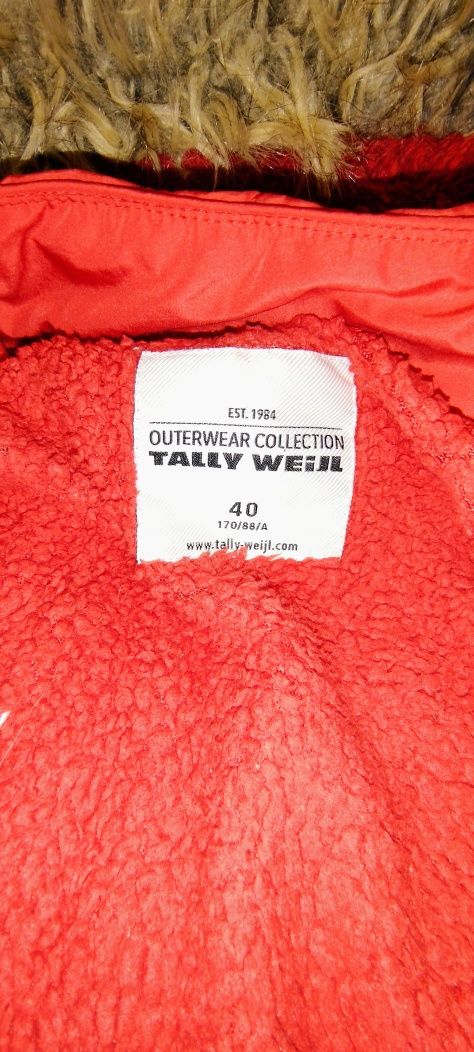 EST. 1984
OUTERWEAR COLLECTION
TALLY WEiJL
40
170/88/A
www.tally-weijl.com